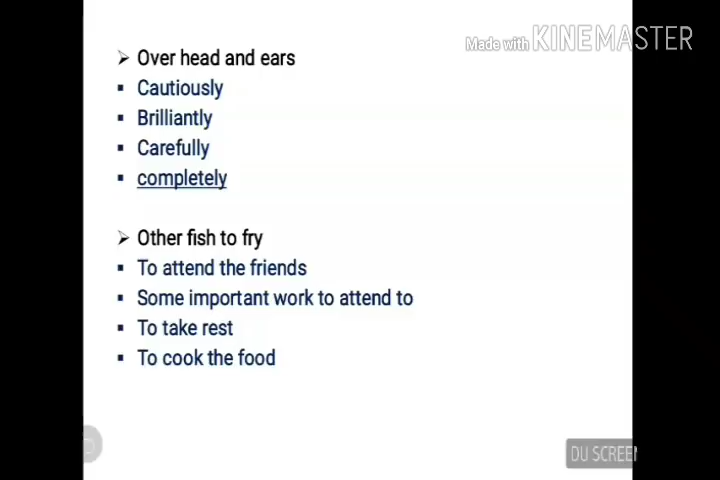 Made with KINEMASTER
Over head and ears
Cautiously
Brilliantly
Carefully
completely
Other fish to fry
To attend the friends
Some important work to attend to
To take rest
To cook the food
DU SCREEN